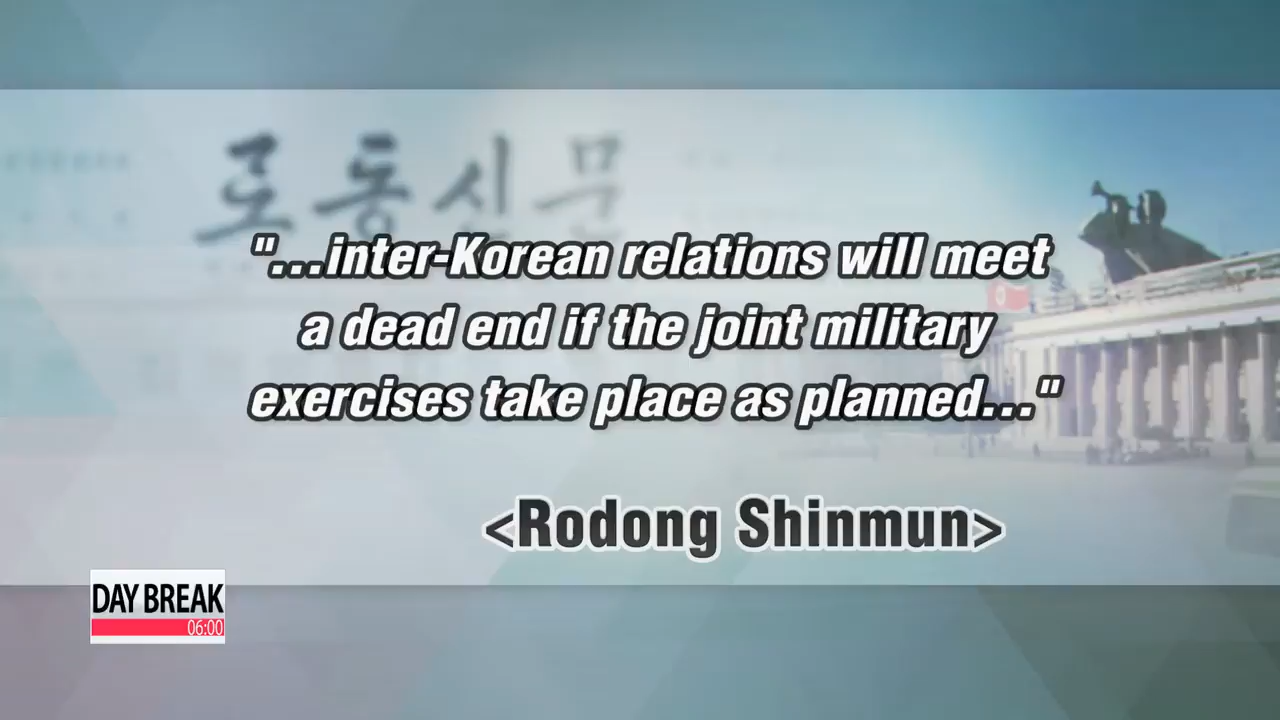 로동신문
"...inter-Korean relations will meet
a dead end if the joint military
exercises take place as planned..."
<Rodong Shinmun>
DAY BREAK
06:00